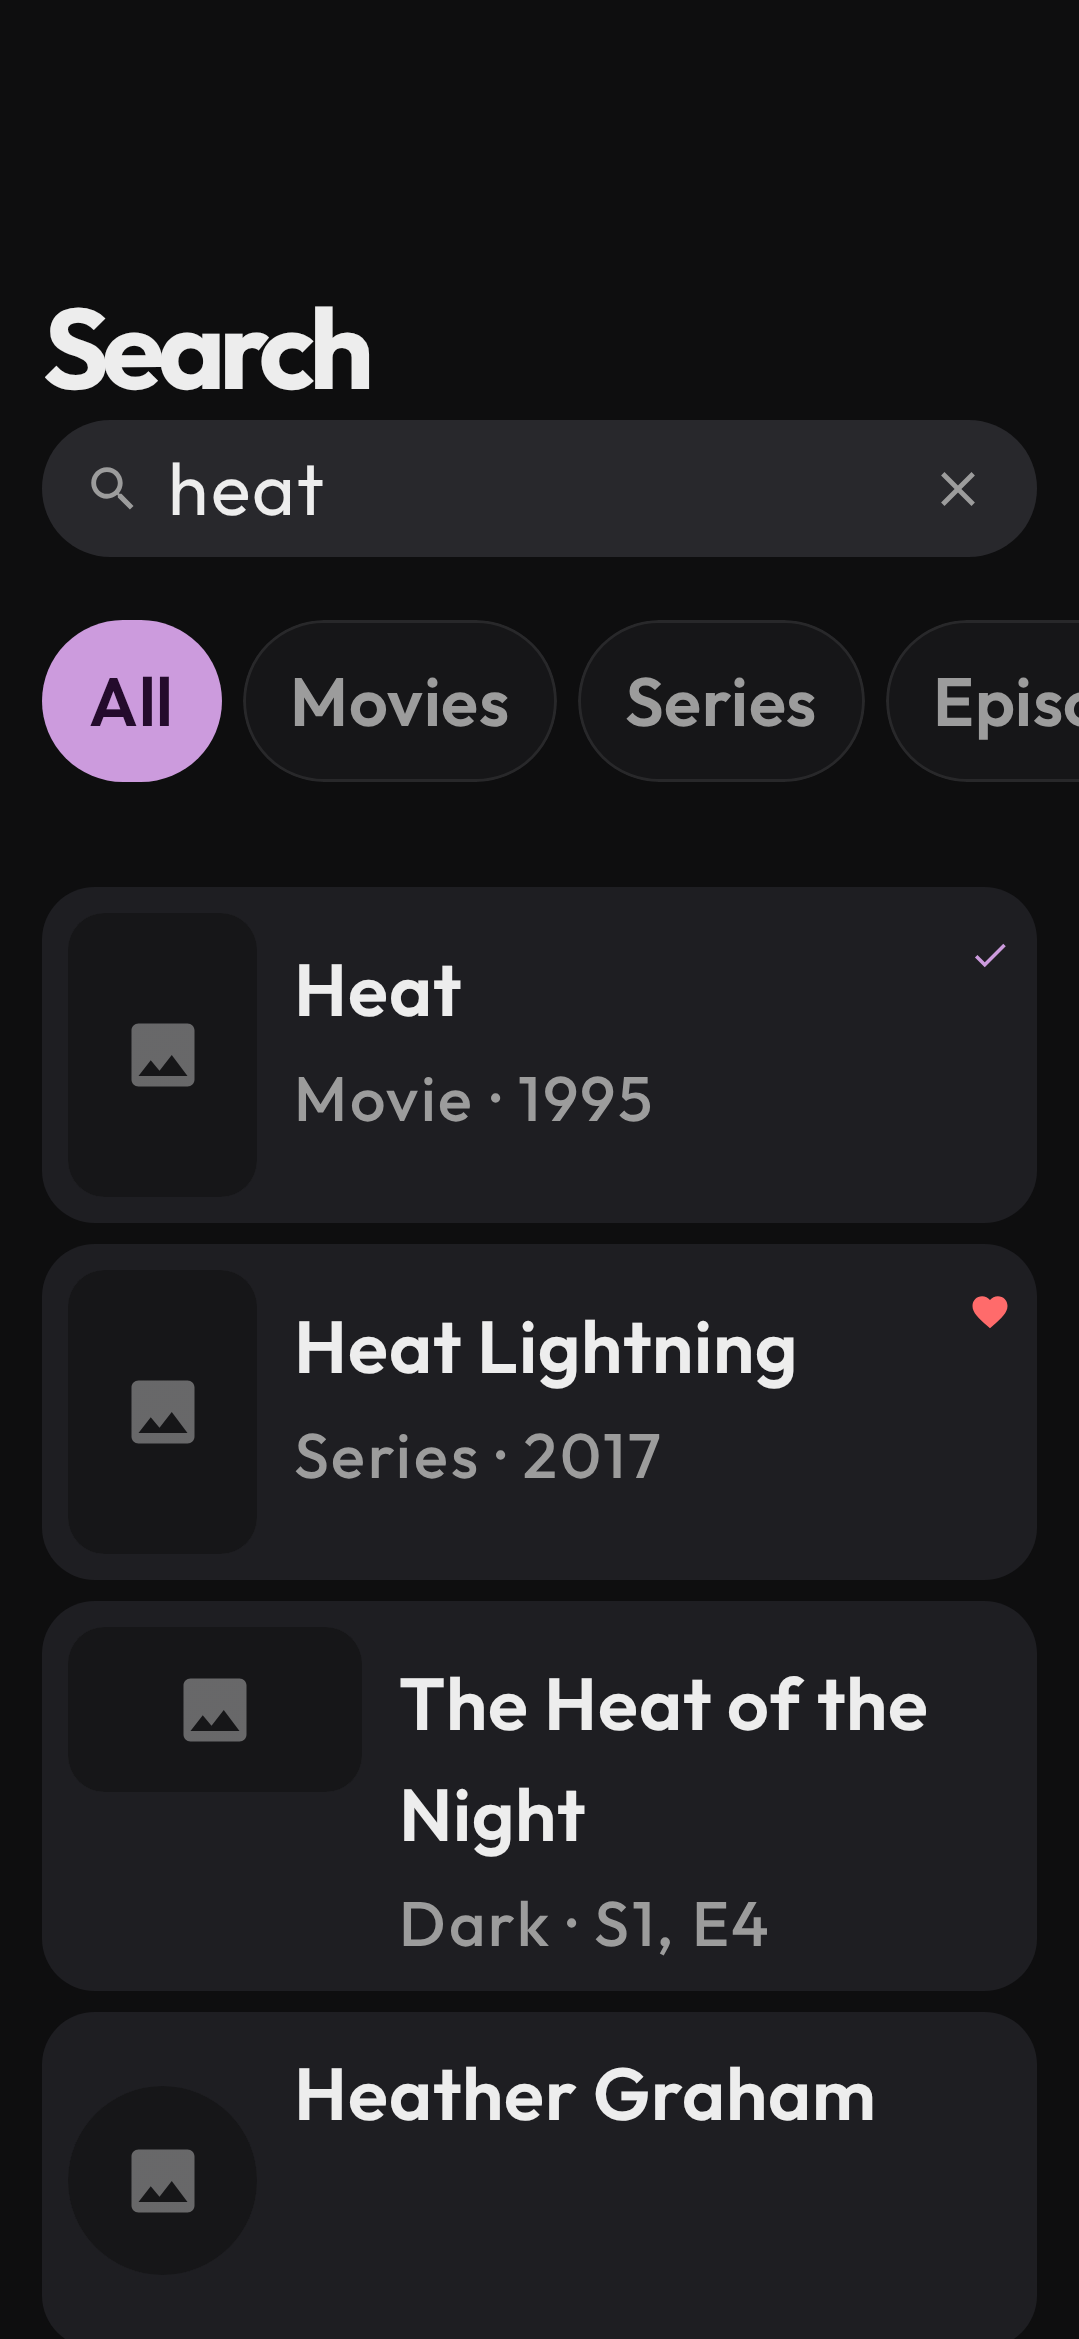 Search
heat
All Movies Series Episo
Heat
Movie · 1995
Heat Lightning
Series · 2017
The Heat of the
Night
Dark · S1, E4
Heather Graham